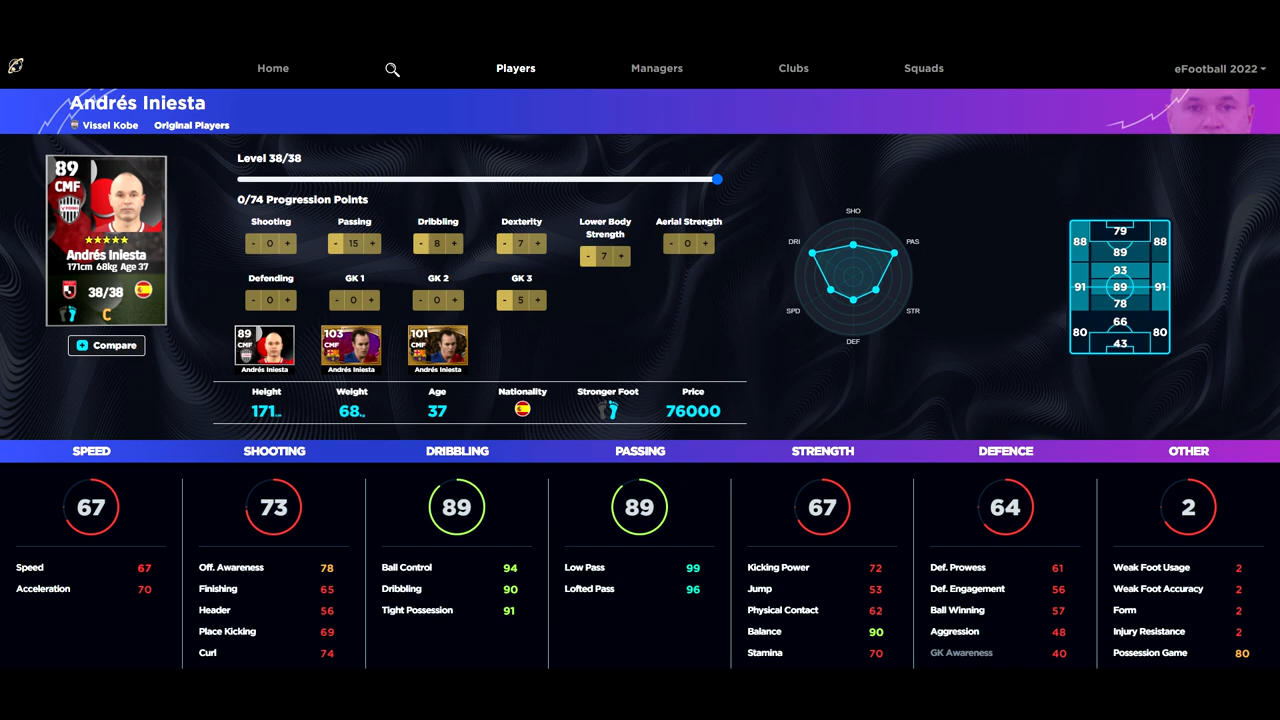 Home
Players
Managers
Clubs
Squads
eFootball 2022
Andrés Iniesta
Vissel Kobe Original Players
89
CMF
Andrés Iniesta
171cm 68kg Age 37
38/38
C
Compare
Level 38/38
0/74 Progression Points
Shooting Passing Dribbling Dexterity Lower Body Strength Aerial Strength
- 0 + - 15 + - 8 + - 7 + - 7 + - 0 +
Defending GK 1 GK 2 GK 3
- 0 + - 0 + - 0 + - 5 +
89 CMF Andrés Iniesta
103 CMF Andrés Iniesta
101 CMF Andrés Iniesta
Height Weight Age Nationality Stronger Foot Price
171 68 37 76000
SHO
DRI PAS
SPD STR
DEF
79
88 88
89
93
91 89 91
78
66
80 80
43
SPEED SHOOTING DRIBBLING PASSING STRENGTH DEFENCE OTHER
67 73 89 89 67 64 2
Speed 67
Acceleration 70
Off. Awareness 78
Finishing 65
Header 56
Place Kicking 69
Curl 74
Ball Control 94
Dribbling 90
Tight Possession 91
Low Pass 99
Lofted Pass 96
Kicking Power 72
Jump 53
Physical Contact 62
Balance 90
Stamina 70
Def. Prowess 61
Def. Engagement 56
Ball Winning 57
Aggression 48
GK Awareness 40
Weak Foot Usage 2
Weak Foot Accuracy 2
Form 2
Injury Resistance 2
Possession Game 80